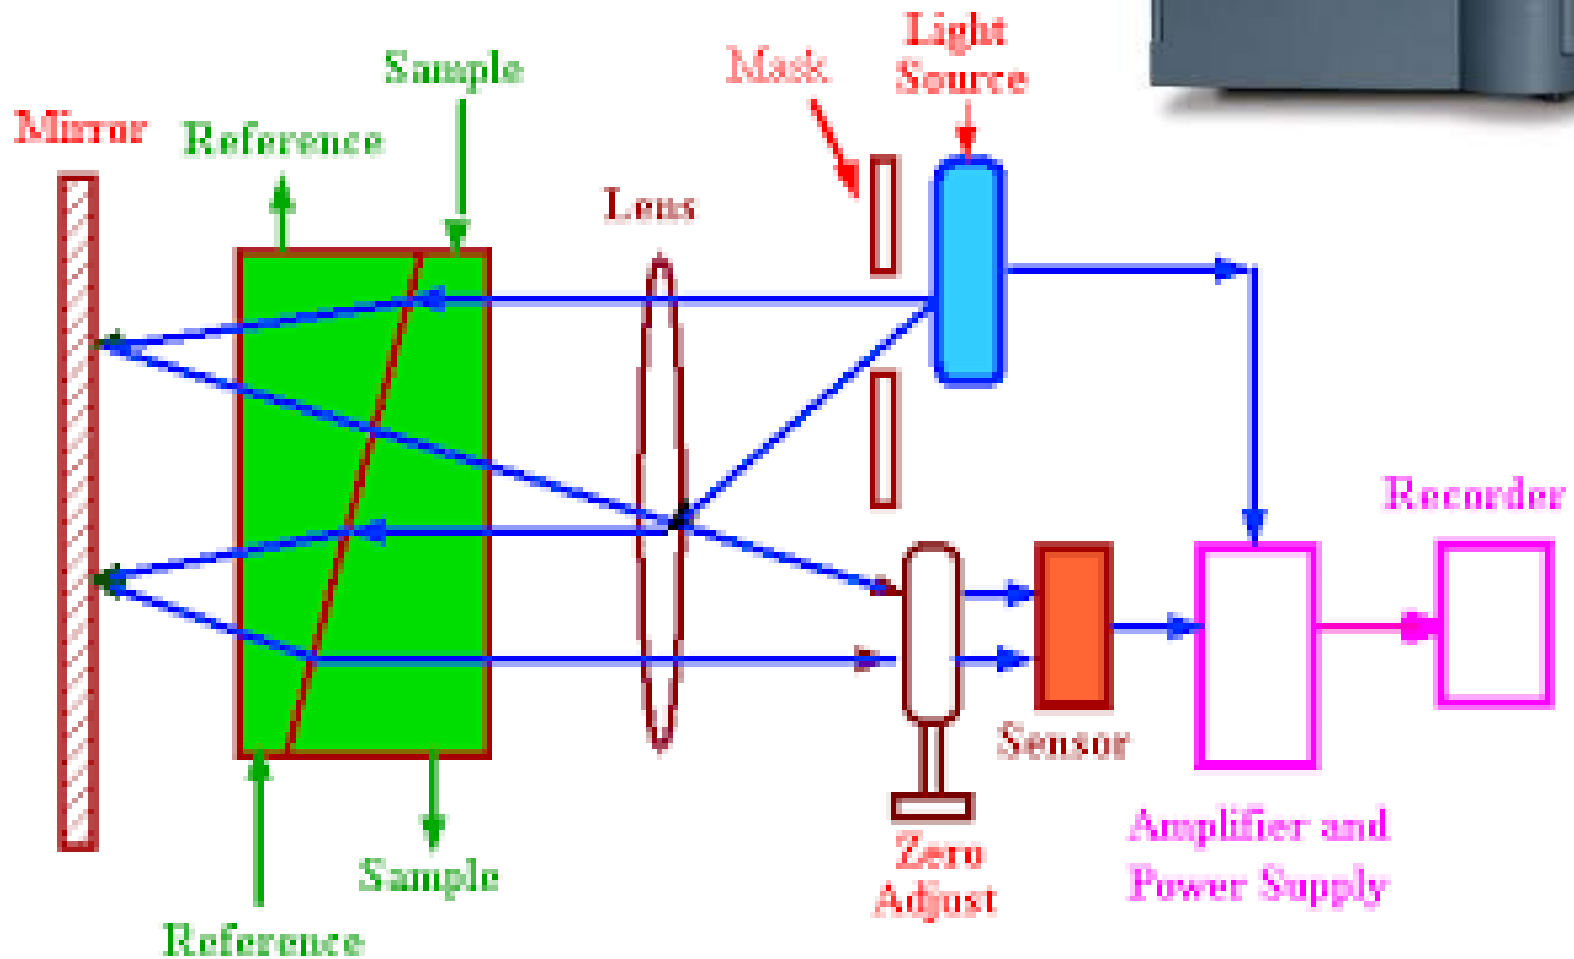 Light
Source
Mask
Sample
Mirror
Reference
Lens
Recorder
Sensor
Zero
Adjust
Amplifier and
Power Supply
Sample
Reference